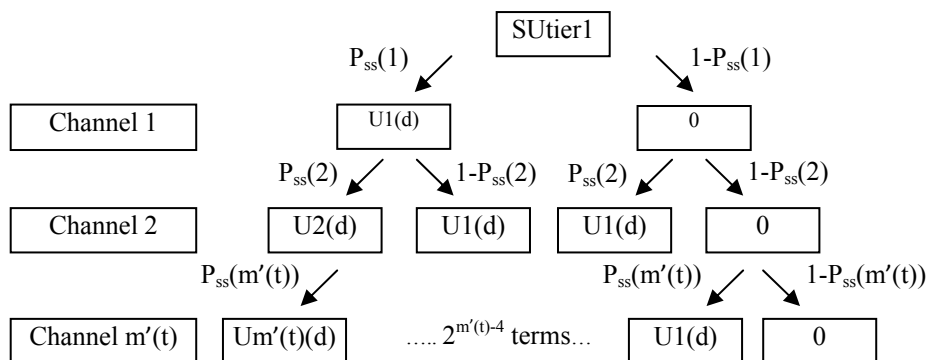 SUtier1
Pss(1) 1-Pss(1)
Channel 1 U1(d) 0
Pss(2) 1-Pss(2) Pss(2) 1-Pss(2)
Channel 2 U2(d) U1(d) U1(d) 0
Pss(m′(t)) Pss(m′(t)) 1-Pss(m′(t))
Channel m′(t) Um′(t)(d) ….. 2^m′(t)-4 terms… U1(d) 0